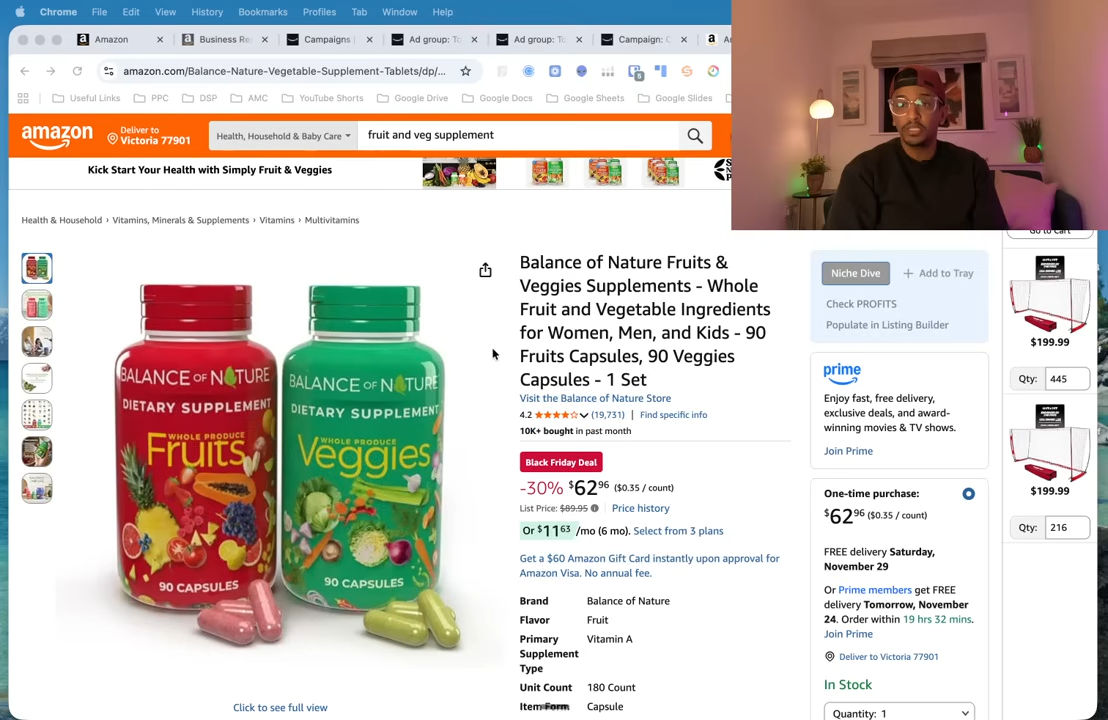 Chrome File Edit View History Bookmarks Profiles Tab Window Help
Amazon
Business Re
Campaigns
Ad group: Tc
Ad group: Tc
Campaign: C
amazon.com/Balance-Nature-Vegetable-Supplement-Tablets/dp/...
5
Useful Links PPC DSP AMC YouTube Shorts Google Drive Google Docs Google Sheets Google Slides
amazon
Deliver to
Victoria 77901
Health, Household & Baby Care
fruit and veg supplement
Kick Start Your Health with Simply Fruit & Veggies
Health & Household › Vitamins, Minerals & Supplements › Vitamins › Multivitamins
BALANCE OF NATURE
DIETARY SUPPLEMENT
WHOLE PRODUCE
Fruits
90 CAPSULES
BALANCE OF NATURE
DIETARY SUPPLEMENT
WHOLE PRODUCE
Veggies
90 CAPSULES
Click to see full view
Balance of Nature Fruits &
Veggies Supplements - Whole
Fruit and Vegetable Ingredients
for Women, Men, and Kids - 90
Fruits Capsules, 90 Veggies
Capsules - 1 Set
Visit the Balance of Nature Store
4.2 (19,731) | Find specific info
10K+ bought in past month
Black Friday Deal
-30% $62.96 ($0.35 / count)
List Price: $89.95 Price history
Or $11.63 /mo (6 mo). Select from 3 plans
Get a $60 Amazon Gift Card instantly upon approval for
Amazon Visa. No annual fee.
Brand Balance of Nature
Flavor Fruit
Primary Vitamin A
Supplement
Type
Unit Count 180 Count
Item Form Capsule
Niche Dive + Add to Tray
Check PROFITS
Populate in Listing Builder
prime
Enjoy fast, free delivery,
exclusive deals, and award-
winning movies & TV shows.
Join Prime
One-time purchase:
$62.96 ($0.35 / count)
FREE delivery Saturday,
November 29
Or Prime members get FREE
delivery Tomorrow, November
24. Order within 19 hrs 32 mins.
Join Prime
Deliver to Victoria 77901
In Stock
Quantity: 1
Go to Cart
$199.99
Qty: 445
$199.99
Qty: 216